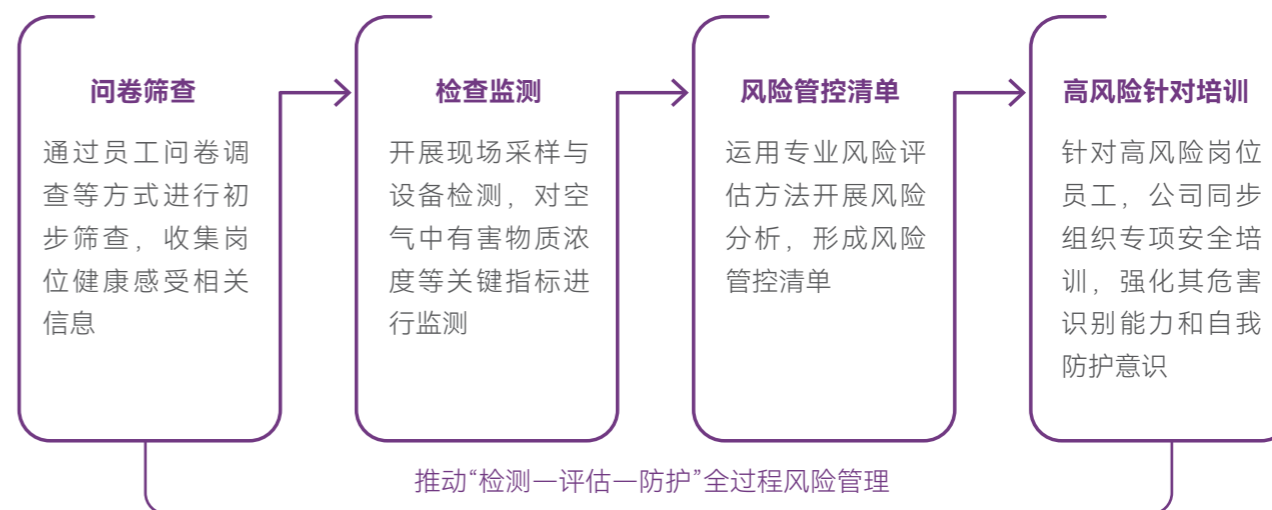 问卷筛查
通过员工问卷调
查等方式进行初
步筛查，收集岗
位健康感受相关
信息
检查监测
开展现场采样与
设备检测，对空
气中有害物质浓
度等关键指标进
行监测
风险管控清单
运用专业风险评
估方法开展风险
分析，形成风险
管控清单
高风险针对培训
针对高风险岗位
员工，公司同步
组织专项安全培
训，强化其危害
识别能力和自我
防护意识
推动“检测—评估—防护”全过程风险管理